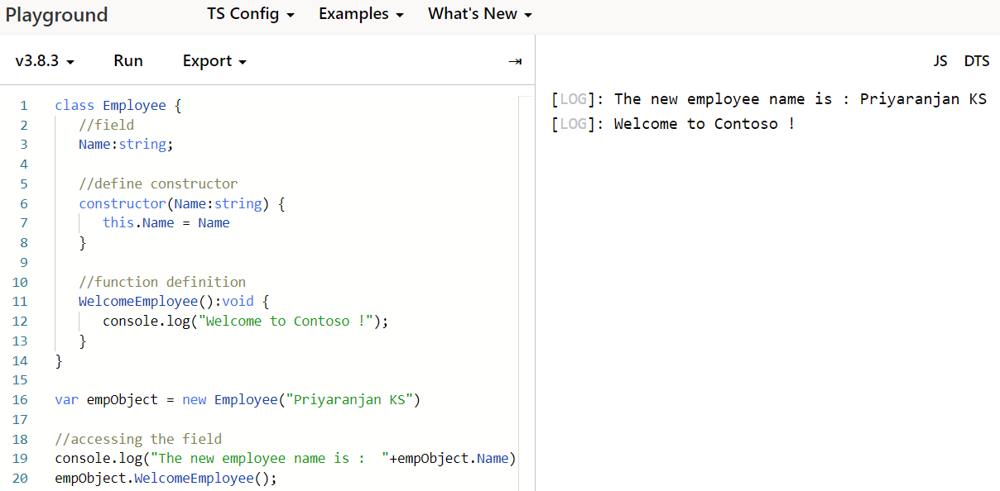 Playground TS Config Examples What's New
v3.8.3 Run Export ⇥ JS DTS
1 class Employee {
2 //field
3 Name:string;
4
5 //define constructor
6 constructor(Name:string) {
7 this.Name = Name
8 }
9
10 //function definition
11 WelcomeEmployee():void {
12 console.log("Welcome to Contoso !");
13 }
14 }
15
16 var empObject = new Employee("Priyaranjan KS")
17
18 //accessing the field
19 console.log("The new employee name is :  "+empObject.Name)
20 empObject.WelcomeEmployee();
[LOG]: The new employee name is : Priyaranjan KS
[LOG]: Welcome to Contoso !